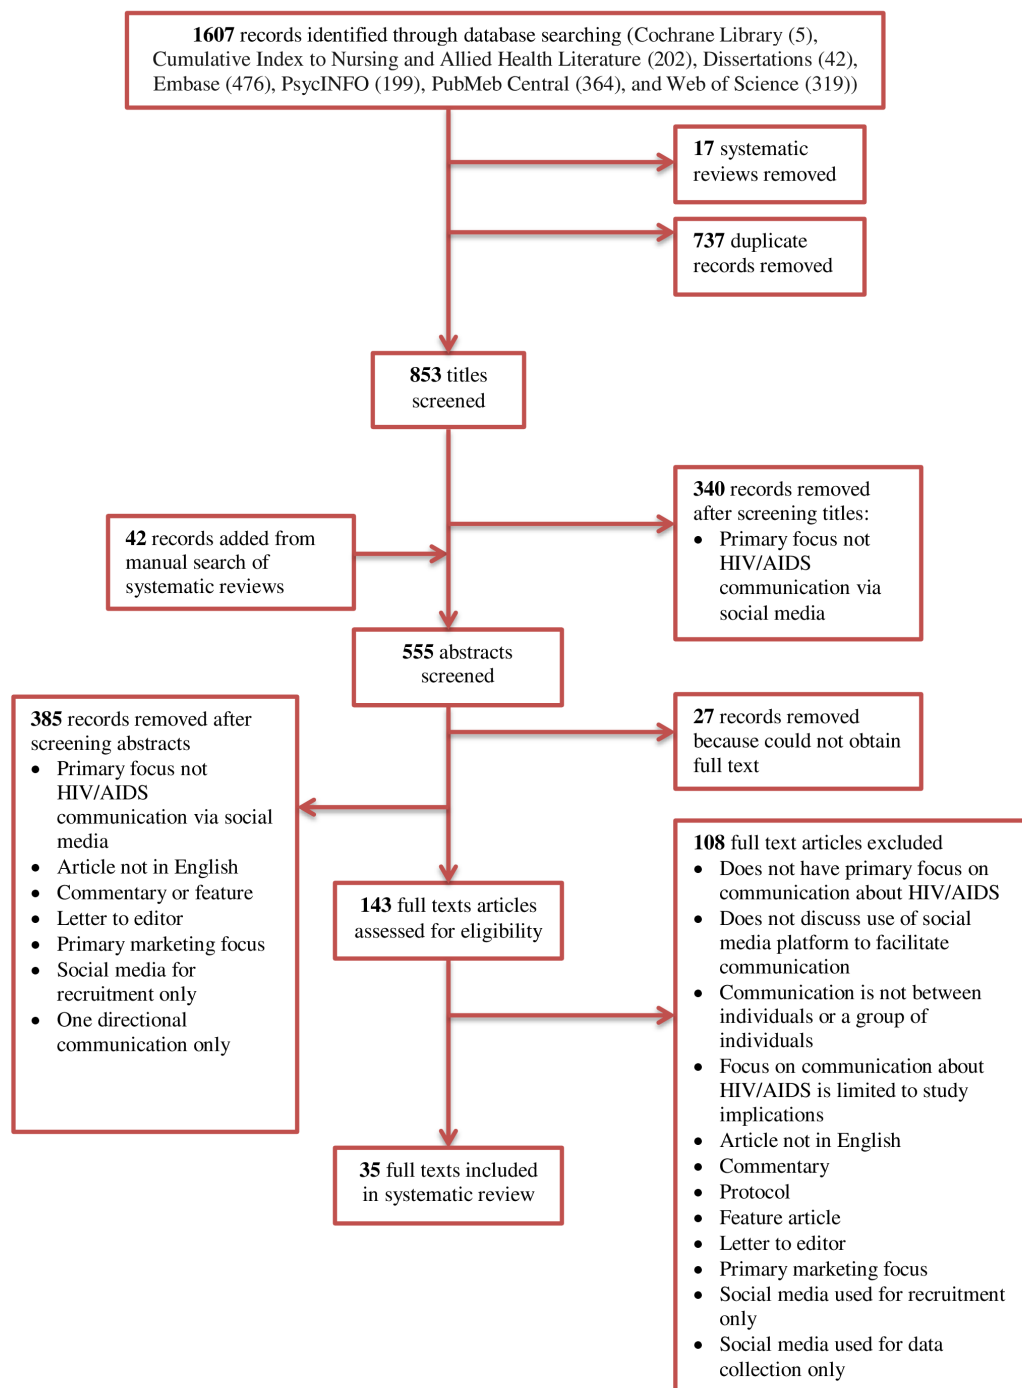 1607 records identified through database searching (Cochrane Library (5),
Cumulative Index to Nursing and Allied Health Literature (202), Dissertations (42),
Embase (476), PsycINFO (199), PubMeb Central (364), and Web of Science (319))
17 systematic
reviews removed
737 duplicate
records removed
853 titles
screened
340 records removed
after screening titles:
• Primary focus not
HIV/AIDS
communication via
social media
42 records added from
manual search of
systematic reviews
555 abstracts
screened
385 records removed after
screening abstracts
• Primary focus not
HIV/AIDS
communication via social
media
• Article not in English
• Commentary or feature
• Letter to editor
• Primary marketing focus
• Social media for
recruitment only
• One directional
communication only
27 records removed
because could not obtain
full text
143 full texts articles
assessed for eligibility
108 full text articles excluded
• Does not have primary focus on
communication about HIV/AIDS
• Does not discuss use of social
media platform to facilitate
communication
• Communication is not between
individuals or a group of
individuals
• Focus on communication about
HIV/AIDS is limited to study
implications
• Article not in English
• Commentary
• Protocol
• Feature article
• Letter to editor
• Primary marketing focus
• Social media used for recruitment
only
• Social media used for data
collection only
35 full texts included
in systematic review